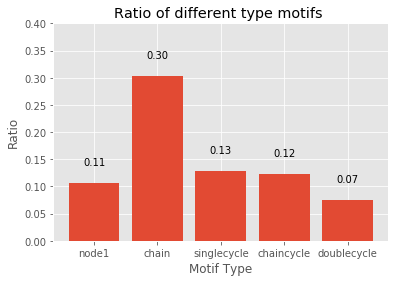 Ratio of different type motifs
0.40
0.35
0.30
0.25
0.20
0.15
0.10
0.05
0.00
Ratio
0.11
0.30
0.13
0.12
0.07
node1
chain
singlecycle
chaincycle
doublecycle
Motif Type